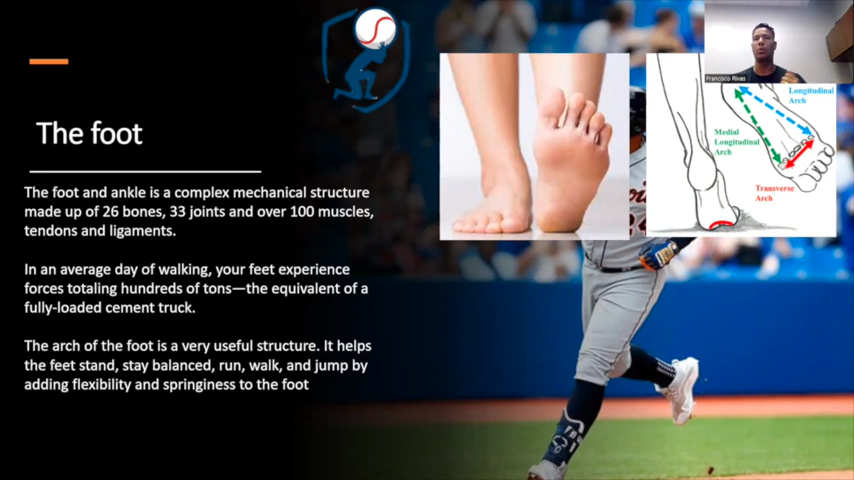 The foot
The foot and ankle is a complex mechanical structure
made up of 26 bones, 33 joints and over 100 muscles,
tendons and ligaments.
In an average day of walking, your feet experience
forces totaling hundreds of tons—the equivalent of a
fully-loaded cement truck.
The arch of the foot is a very useful structure. It helps
the feet stand, stay balanced, run, walk, and jump by
adding flexibility and springiness to the foot
Francisco Rivas
Longitudinal
Arch
Medial
Longitudinal
Arch
Transverse
Arch